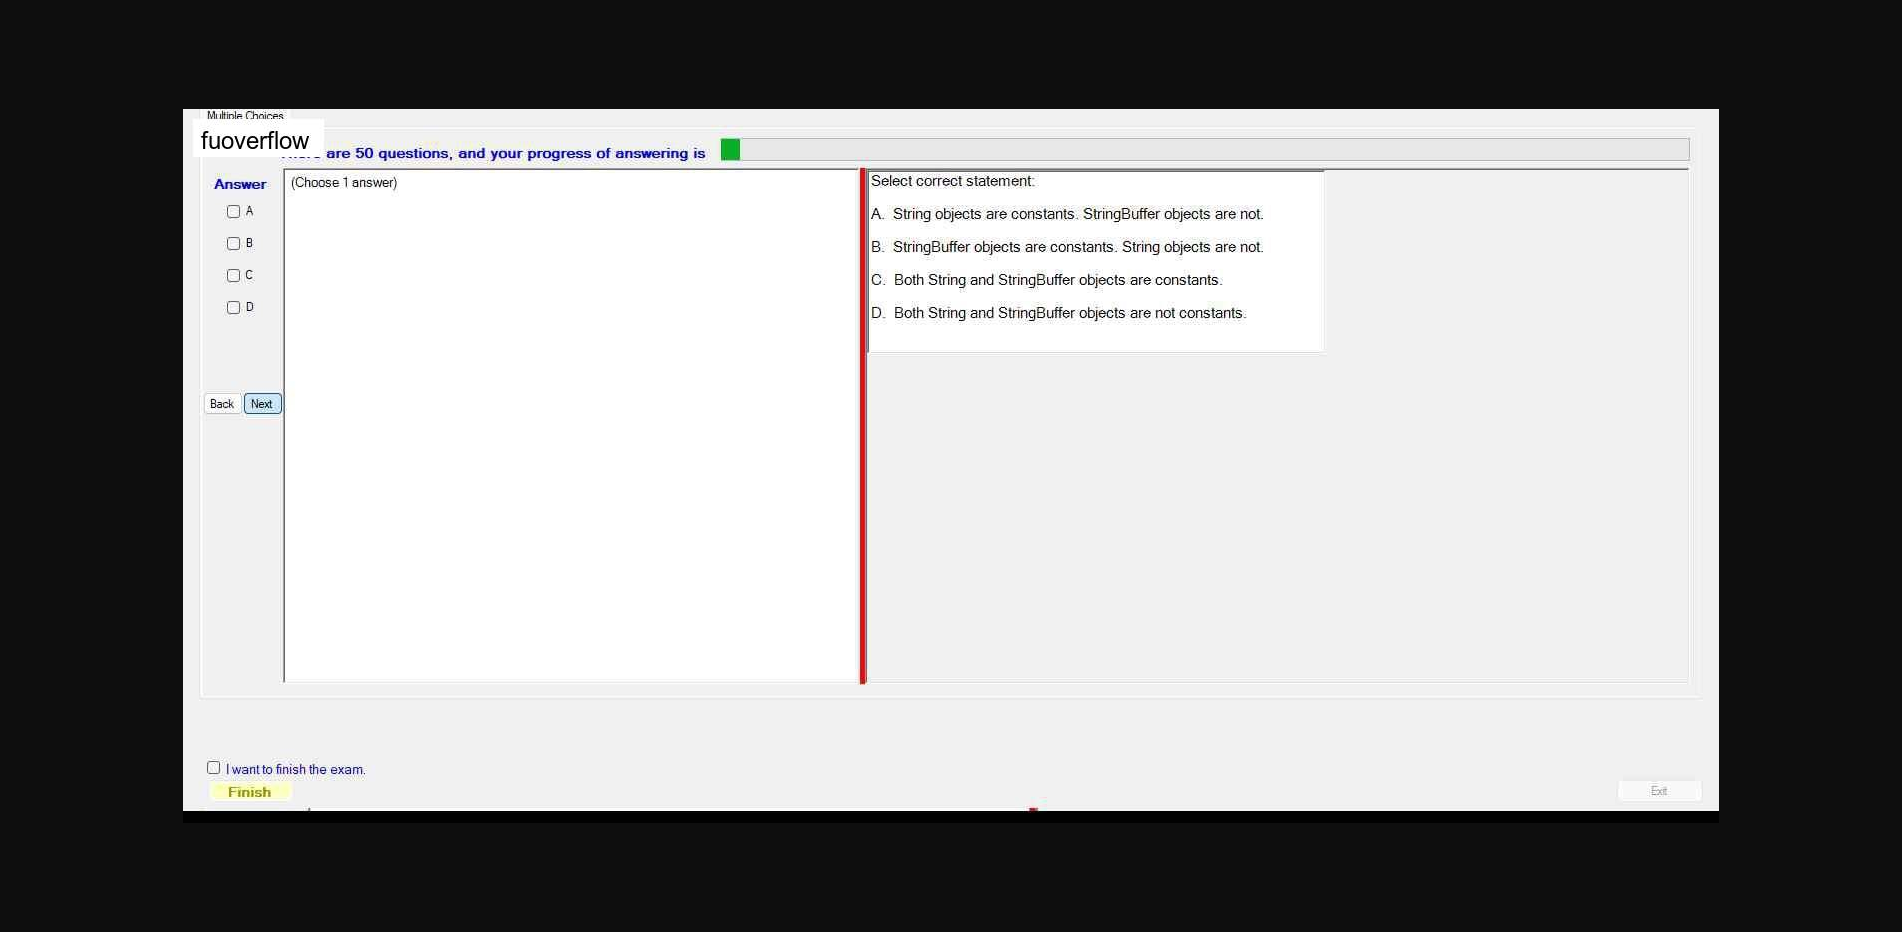 Multiple Choices
fuoverflow
are 50 questions, and your progress of answering is
Answer
(Choose 1 answer)
A
B
C
D
Back Next
Select correct statement:
A. String objects are constants. StringBuffer objects are not.
B. StringBuffer objects are constants. String objects are not.
C. Both String and StringBuffer objects are constants.
D. Both String and StringBuffer objects are not constants.
I want to finish the exam.
Finish
Exit